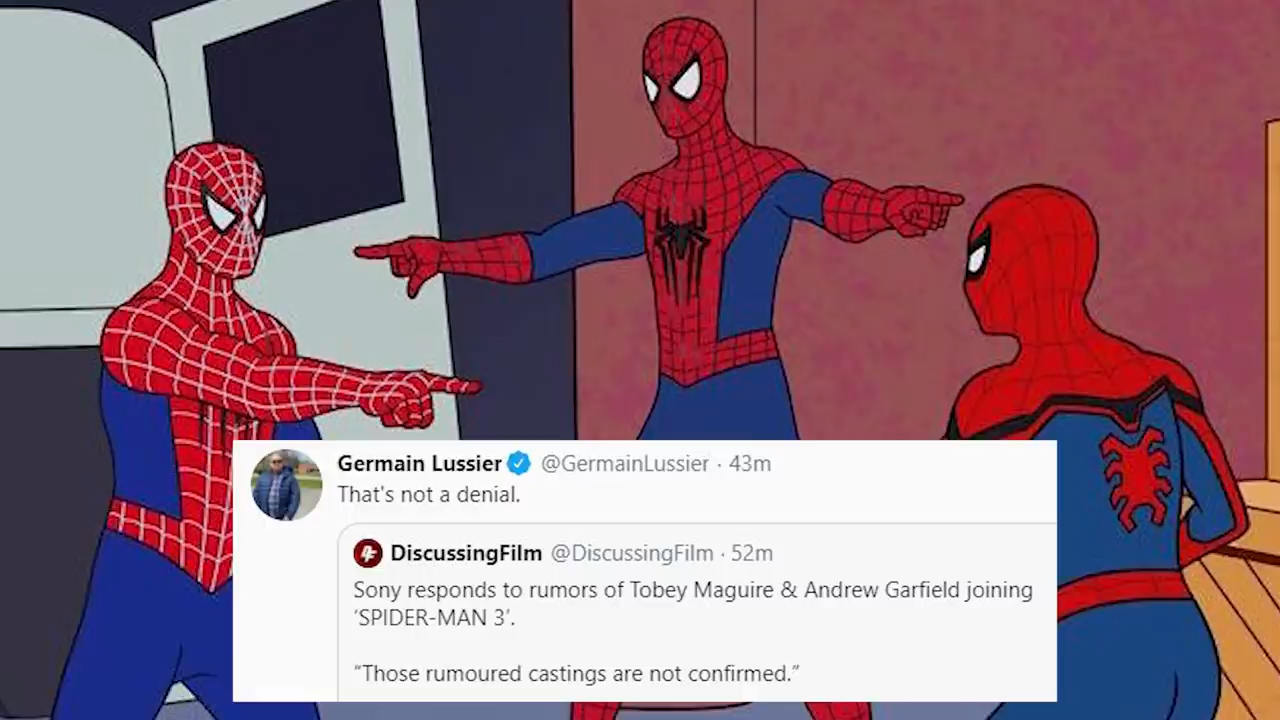 Germain Lussier @GermainLussier · 43m
That's not a denial.
DiscussingFilm @DiscussingFilm · 52m
Sony responds to rumors of Tobey Maguire & Andrew Garfield joining
‘SPIDER-MAN 3’.
“Those rumoured castings are not confirmed.”